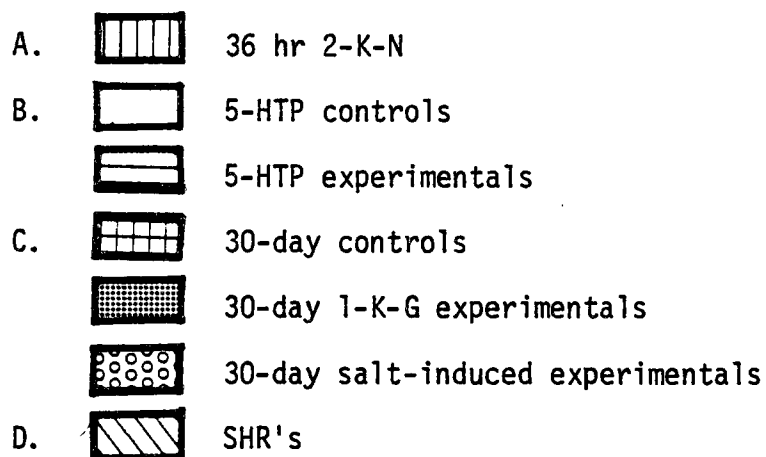 A. 36 hr 2-K-N
B. 5-HTP controls
5-HTP experimentals
C. 30-day controls
30-day 1-K-G experimentals
30-day salt-induced experimentals
D. SHR's